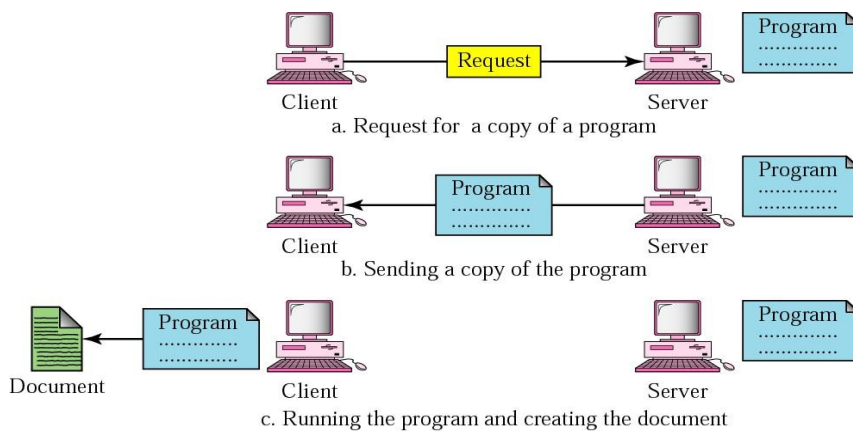 Program
.............
.............
Request
Client
Server
a. Request for a copy of a program
Program
.............
.............
Program
.............
.............
Client
Server
b. Sending a copy of the program
Program
.............
.............
Program
.............
.............
Document
Client
Server
c. Running the program and creating the document